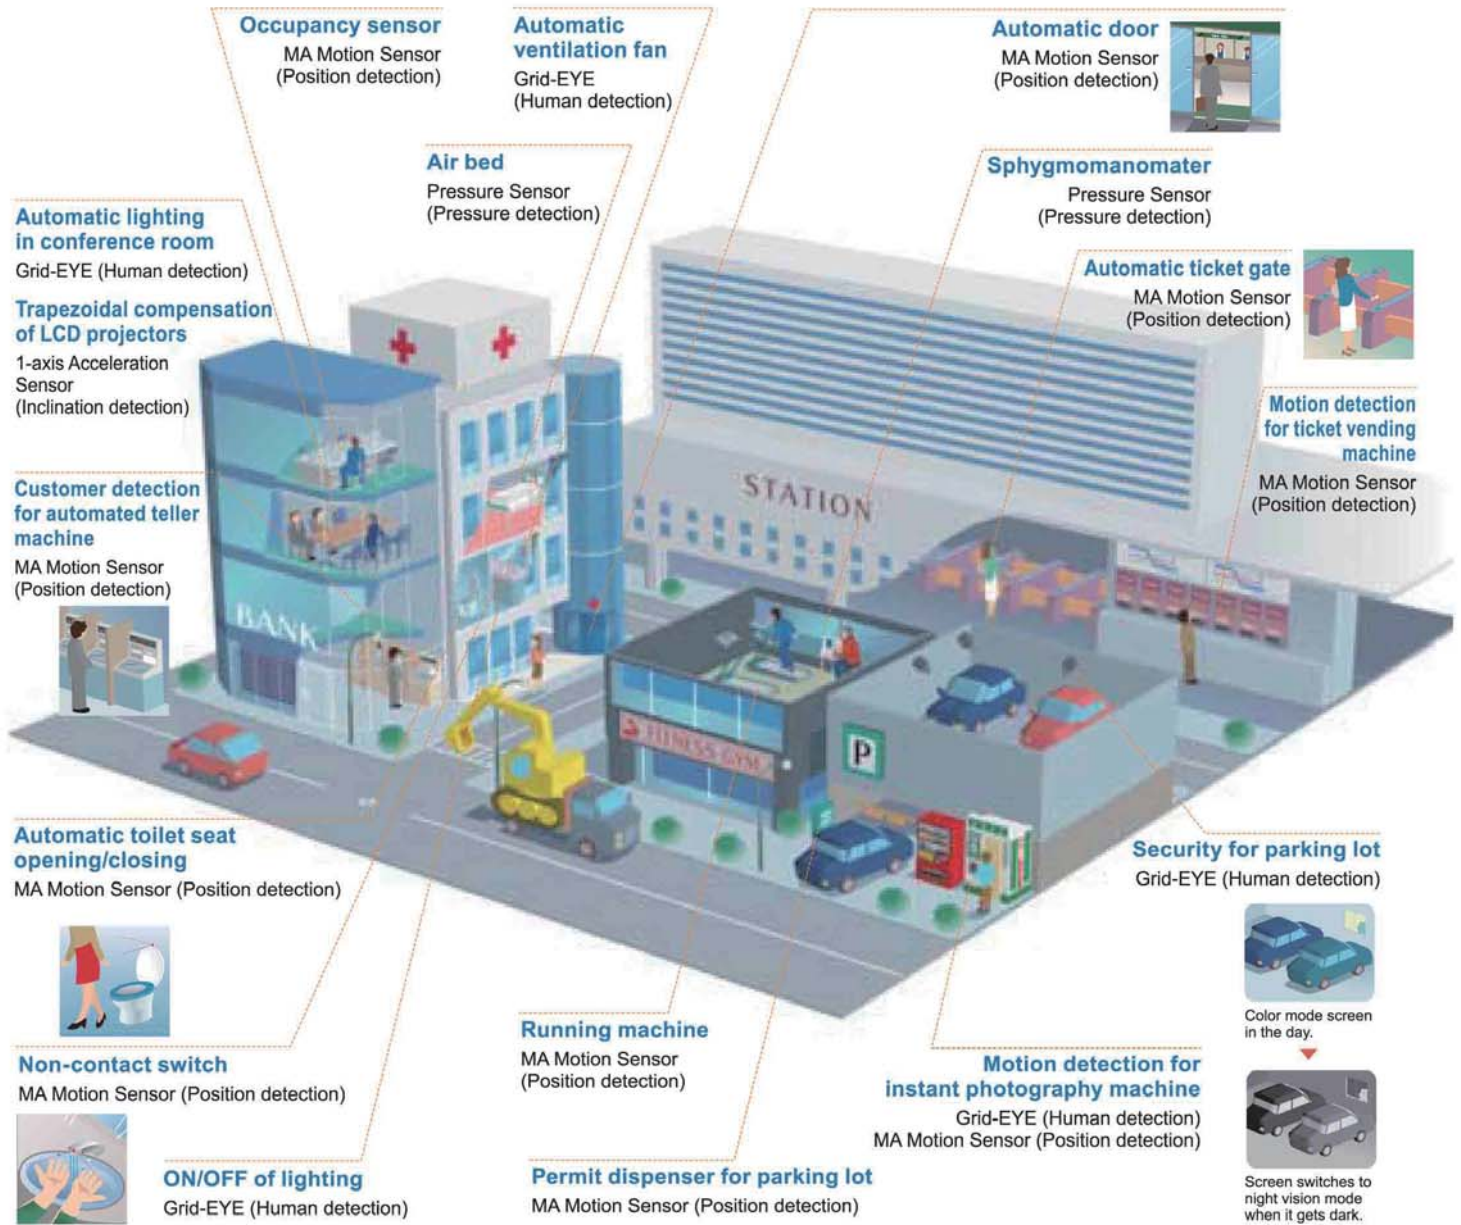 Occupancy sensor
MA Motion Sensor
(Position detection)
Automatic
ventilation fan
Grid-EYE
(Human detection)
Automatic door
MA Motion Sensor
(Position detection)
Air bed
Pressure Sensor
(Pressure detection)
Sphygmomanomater
Pressure Sensor
(Pressure detection)
Automatic lighting
in conference room
Grid-EYE (Human detection)
Trapezoidal compensation
of LCD projectors
1-axis Acceleration
Sensor
(Inclination detection)
Automatic ticket gate
MA Motion Sensor
(Position detection)
Motion detection
for ticket vending
machine
MA Motion Sensor
(Position detection)
Customer detection
for automated teller
machine
MA Motion Sensor
(Position detection)
STATION
BANK
FITNESS GYM
P
Automatic toilet seat
opening/closing
MA Motion Sensor (Position detection)
Security for parking lot
Grid-EYE (Human detection)
Color mode screen
in the day.
Screen switches to
night vision mode
when it gets dark.
Non-contact switch
MA Motion Sensor (Position detection)
Running machine
MA Motion Sensor
(Position detection)
Motion detection for
instant photography machine
Grid-EYE (Human detection)
MA Motion Sensor (Position detection)
ON/OFF of lighting
Grid-EYE (Human detection)
Permit dispenser for parking lot
MA Motion Sensor (Position detection)